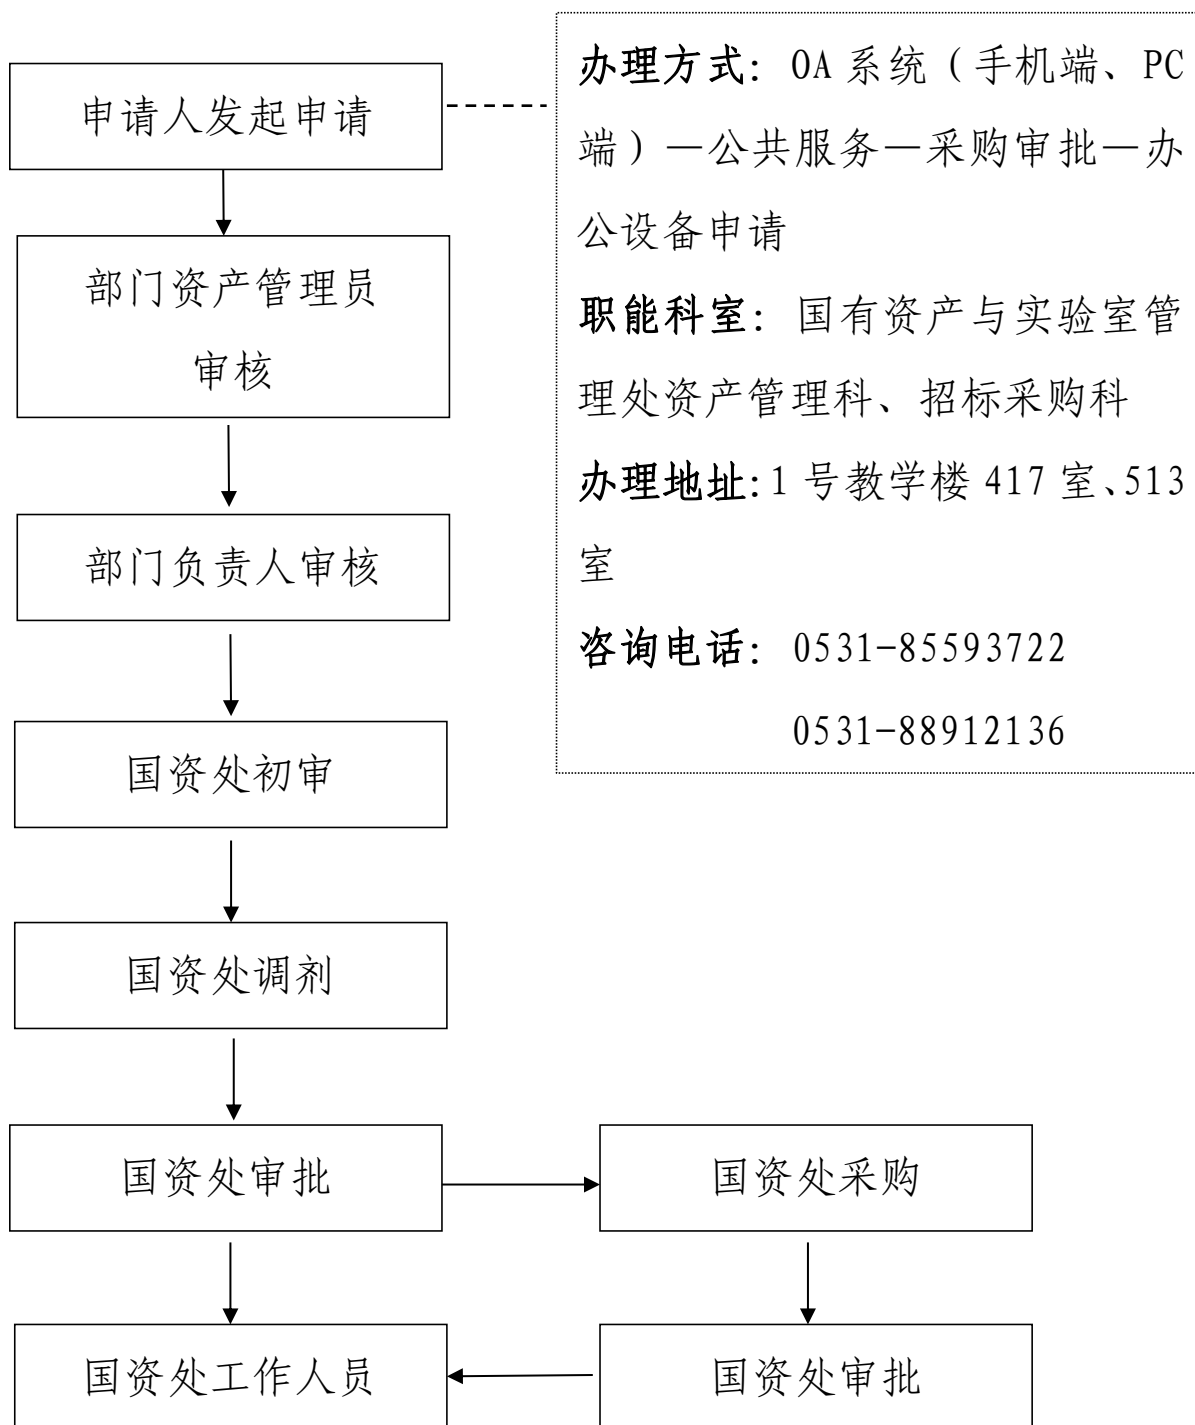 申请人发起申请
办理方式：OA 系统（手机端、PC
端）—公共服务—采购审批—办
公设备申请
职能科室：国有资产与实验室管
理处资产管理科、招标采购科
办理地址:1 号教学楼 417 室、513
室
咨询电话：0531-85593722
0531-88912136
部门资产管理员
审核
部门负责人审核
国资处初审
国资处调剂
国资处审批
国资处采购
国资处工作人员
国资处审批